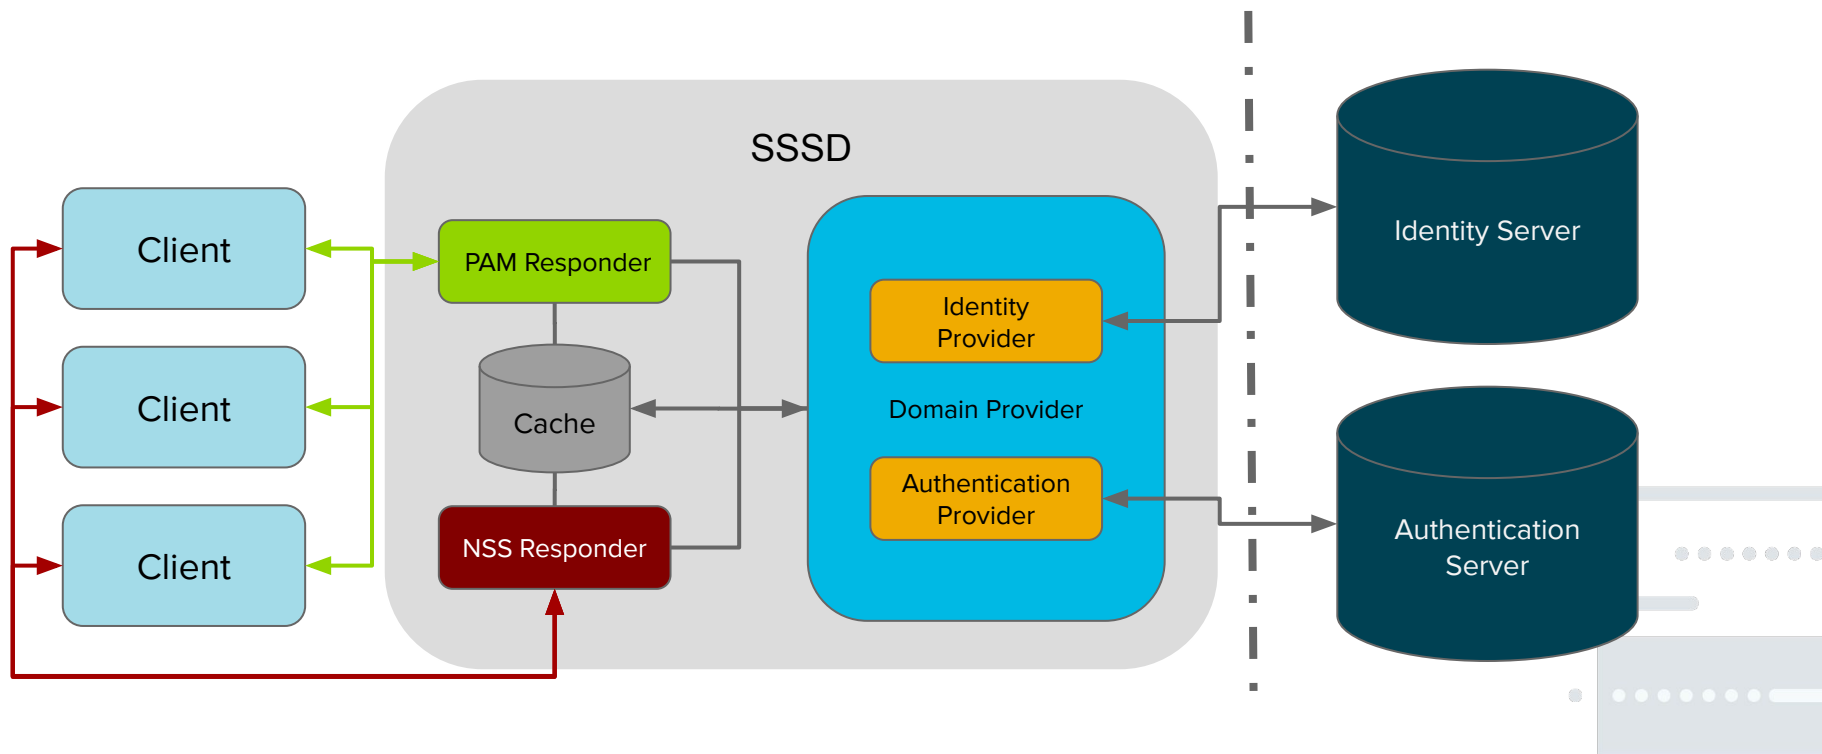 SSSD
Client
Client
Client
PAM Responder
Cache
NSS Responder
Identity
Provider
Domain Provider
Authentication
Provider
Identity Server
Authentication
Server